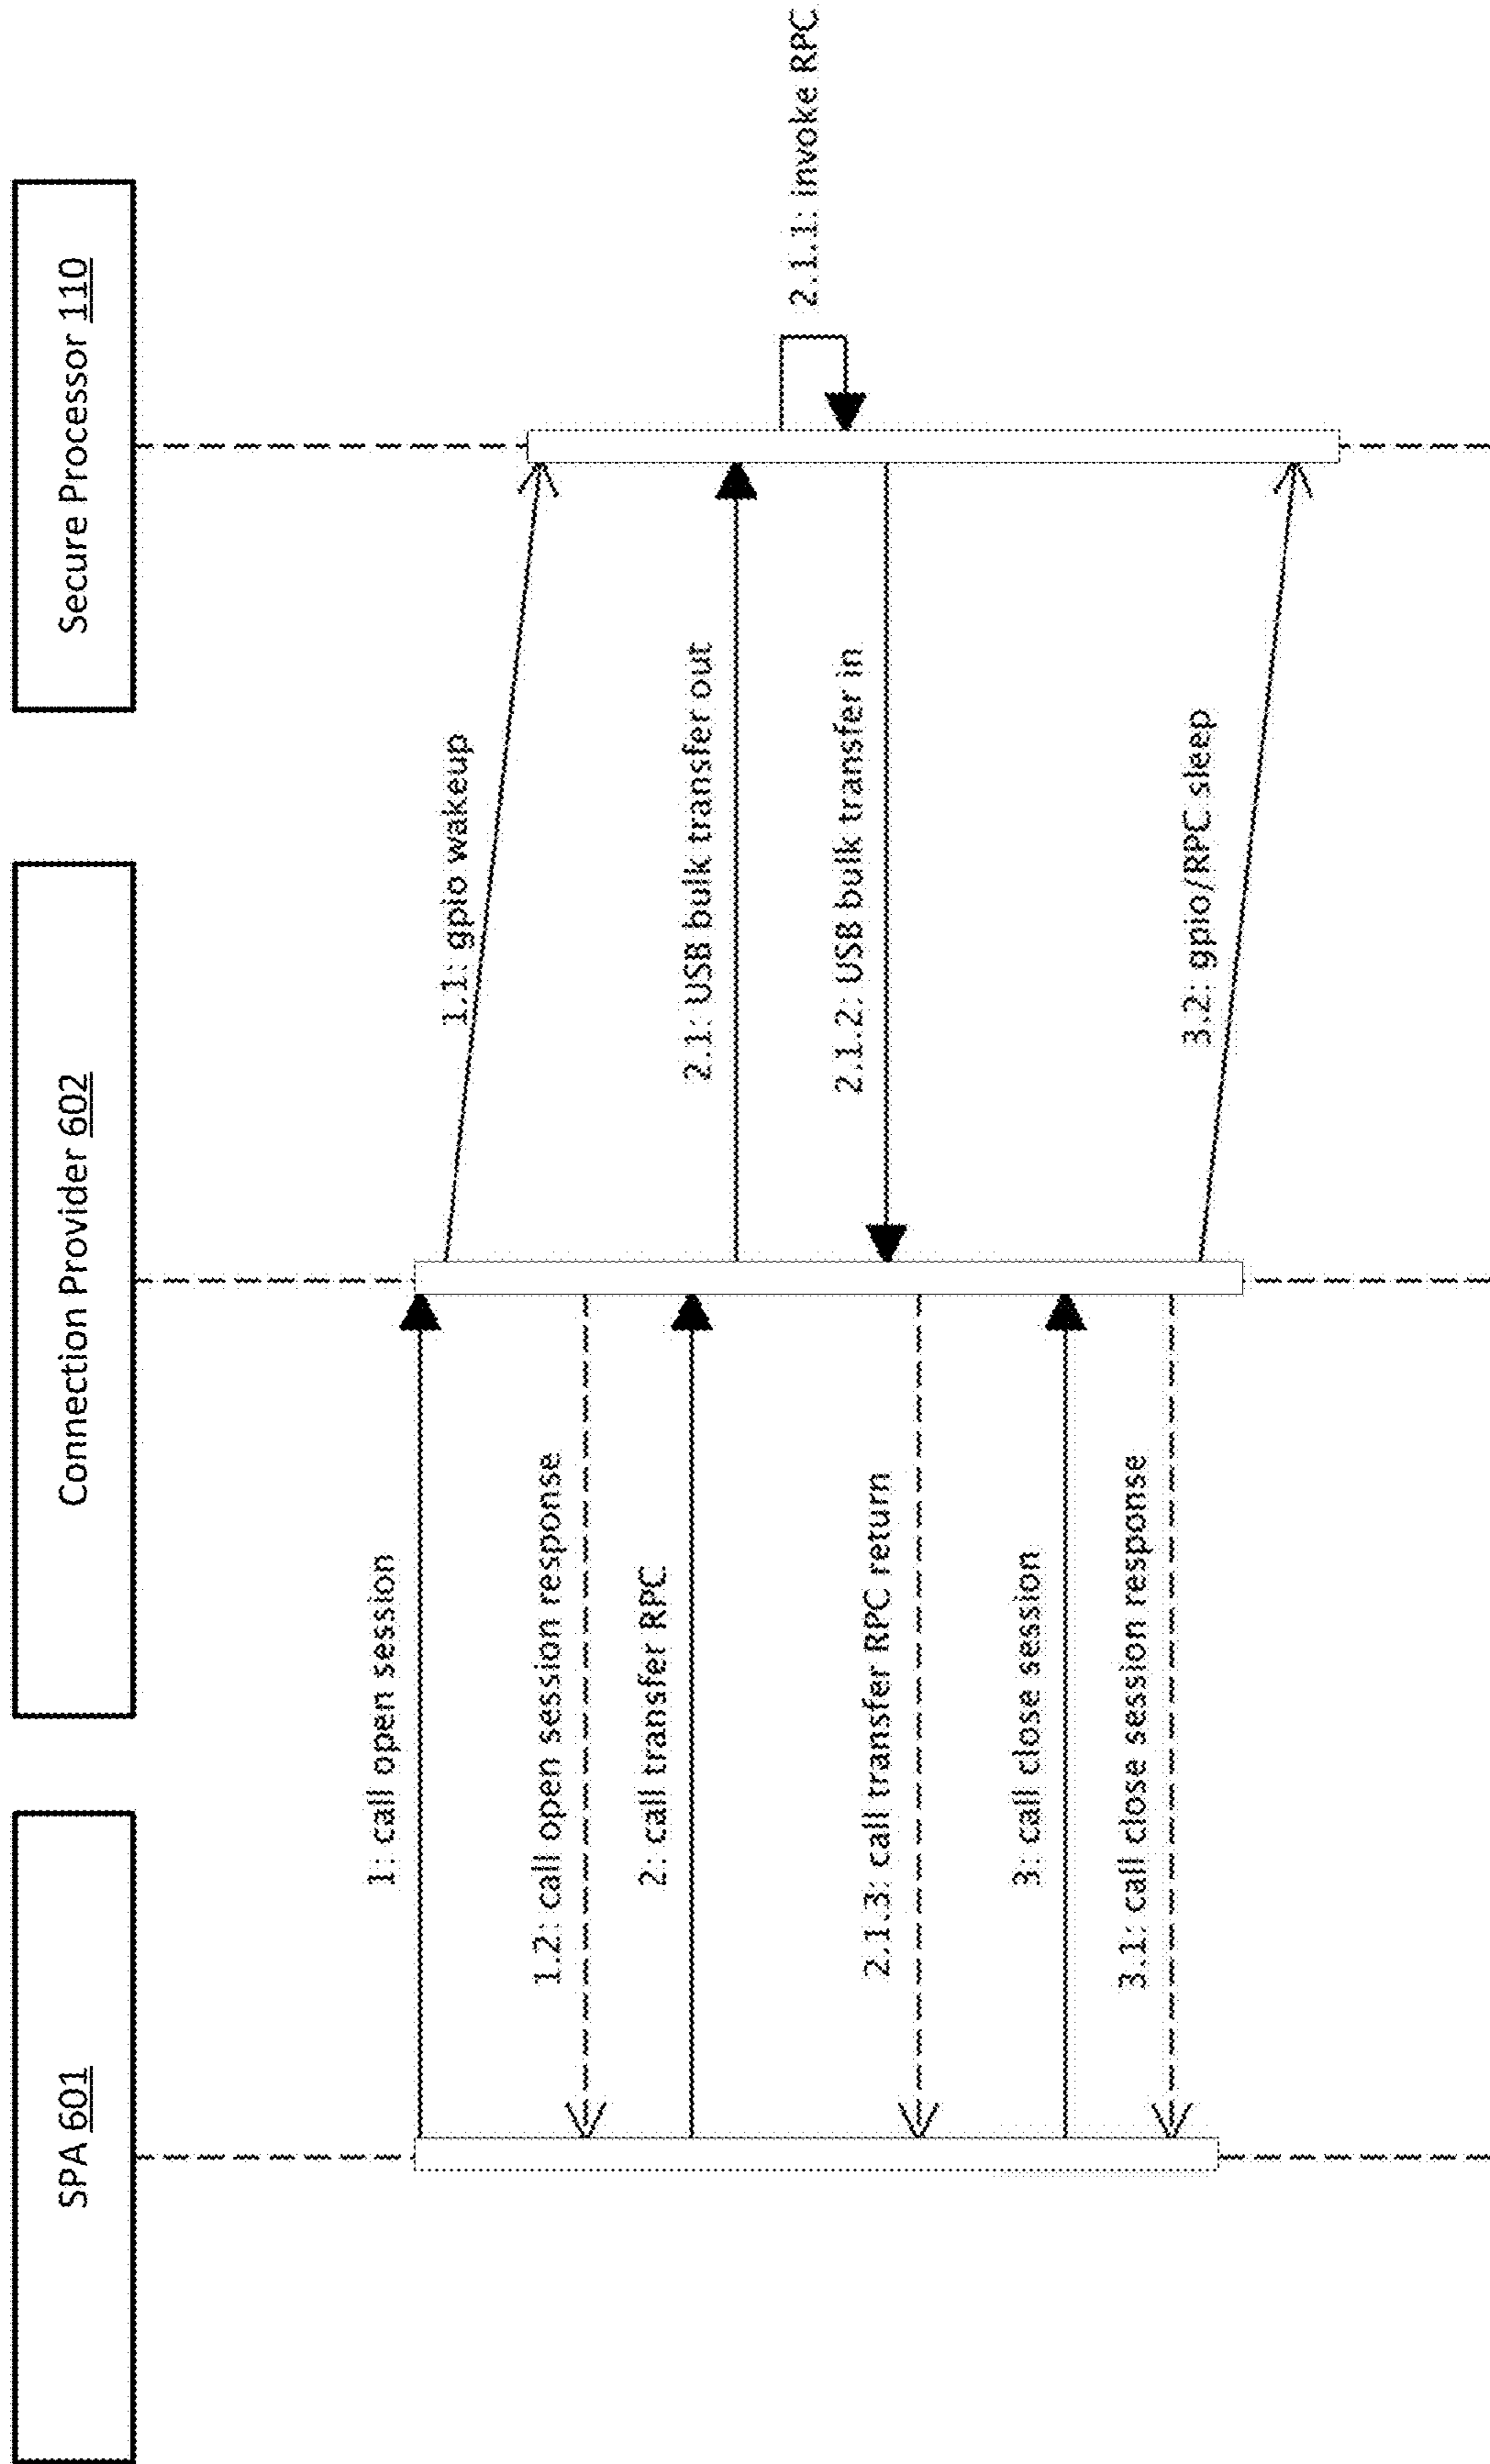 SPA 601
Connection Provider 602
Secure Processor 110
1: call open session
1.1: gpio wakeup
1.2: call open session response
2: call transfer RPC
2.1: USB bulk transfer out
2.1.1: invoke RPC
2.1.2: USB bulk transfer in
2.1.3: call transfer RPC return
3: call close session
3.1: call close session response
3.2: gpio/RPC sleep